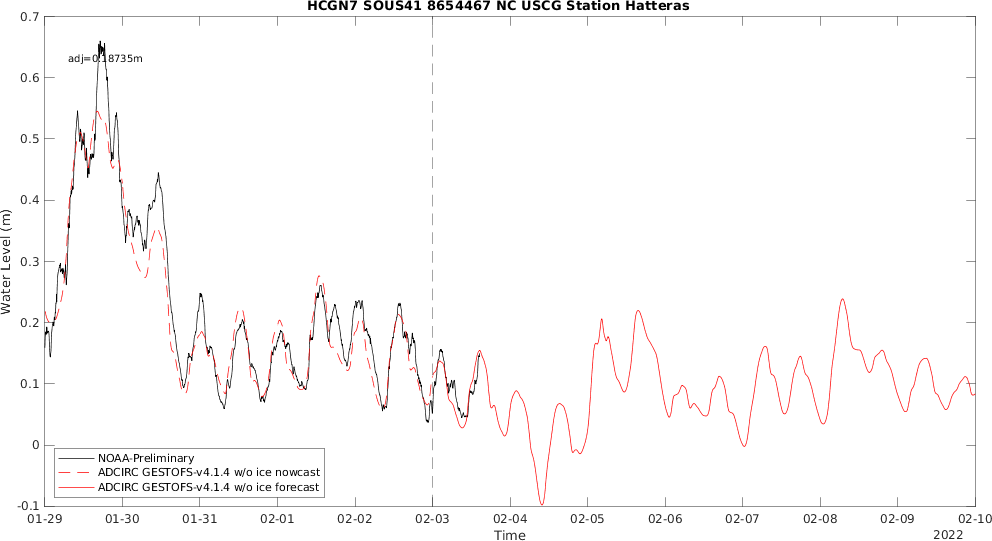 HCGN7 SOUS41 8654467 NC USCG Station Hatteras
0.7
adj=0.18735m
0.6
0.5
0.4
0.3
0.2
0.1
0
-0.1
Water Level (m)
NOAA-Preliminary
ADCIRC GESTOFS-v4.1.4 w/o ice nowcast
ADCIRC GESTOFS-v4.1.4 w/o ice forecast
01-29 01-30 01-31 02-01 02-02 02-03 02-04 02-05 02-06 02-07 02-08 02-09 02-10
Time
2022